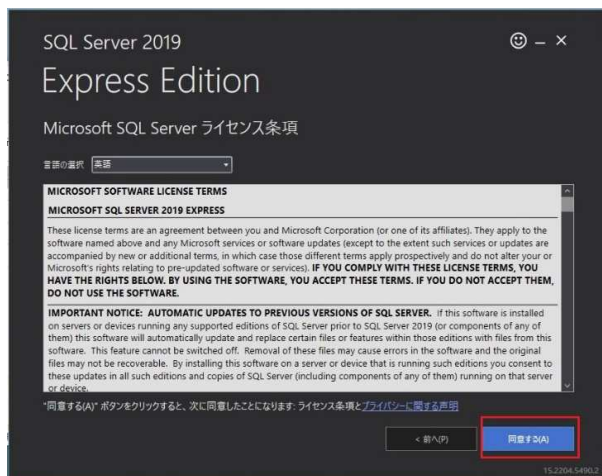 SQL Server 2019
Express Edition
Microsoft SQL Server ライセンス条項
言語の選択 英語
MICROSOFT SOFTWARE LICENSE TERMS
MICROSOFT SQL SERVER 2019 EXPRESS
These license terms are an agreement between you and Microsoft Corporation (or one of its affiliates). They apply to the
software named above and any Microsoft services or software updates (except to the extent such services or updates are
accompanied by new or additional terms, in which case those different terms apply prospectively and do not alter your or
Microsoft's rights relating to pre-updated software or services). IF YOU COMPLY WITH THESE LICENSE TERMS, YOU
HAVE THE RIGHTS BELOW. BY USING THE SOFTWARE, YOU ACCEPT THESE TERMS. IF YOU DO NOT ACCEPT THEM,
DO NOT USE THE SOFTWARE.
IMPORTANT NOTICE: AUTOMATIC UPDATES TO PREVIOUS VERSIONS OF SQL SERVER. If this software is installed
on servers or devices running any supported editions of SQL Server prior to SQL Server 2019 (or components of any of
them) this software will automatically update and replace certain files or features within those editions with files from this
software. This feature cannot be switched off. Removal of these files may cause errors in the software and the original
files may not be recoverable. By installing this software on a server or device that is running such editions you consent to
these updates in all such editions and copies of SQL Server (including components of any of them) running on that server
or device.
"同意する(A)" ボタンをクリックすると、次に同意したことになります: ライセンス条項とプライバシーに関する声明
< 前へ(P)
同意する(A)
15.2204.5490.2